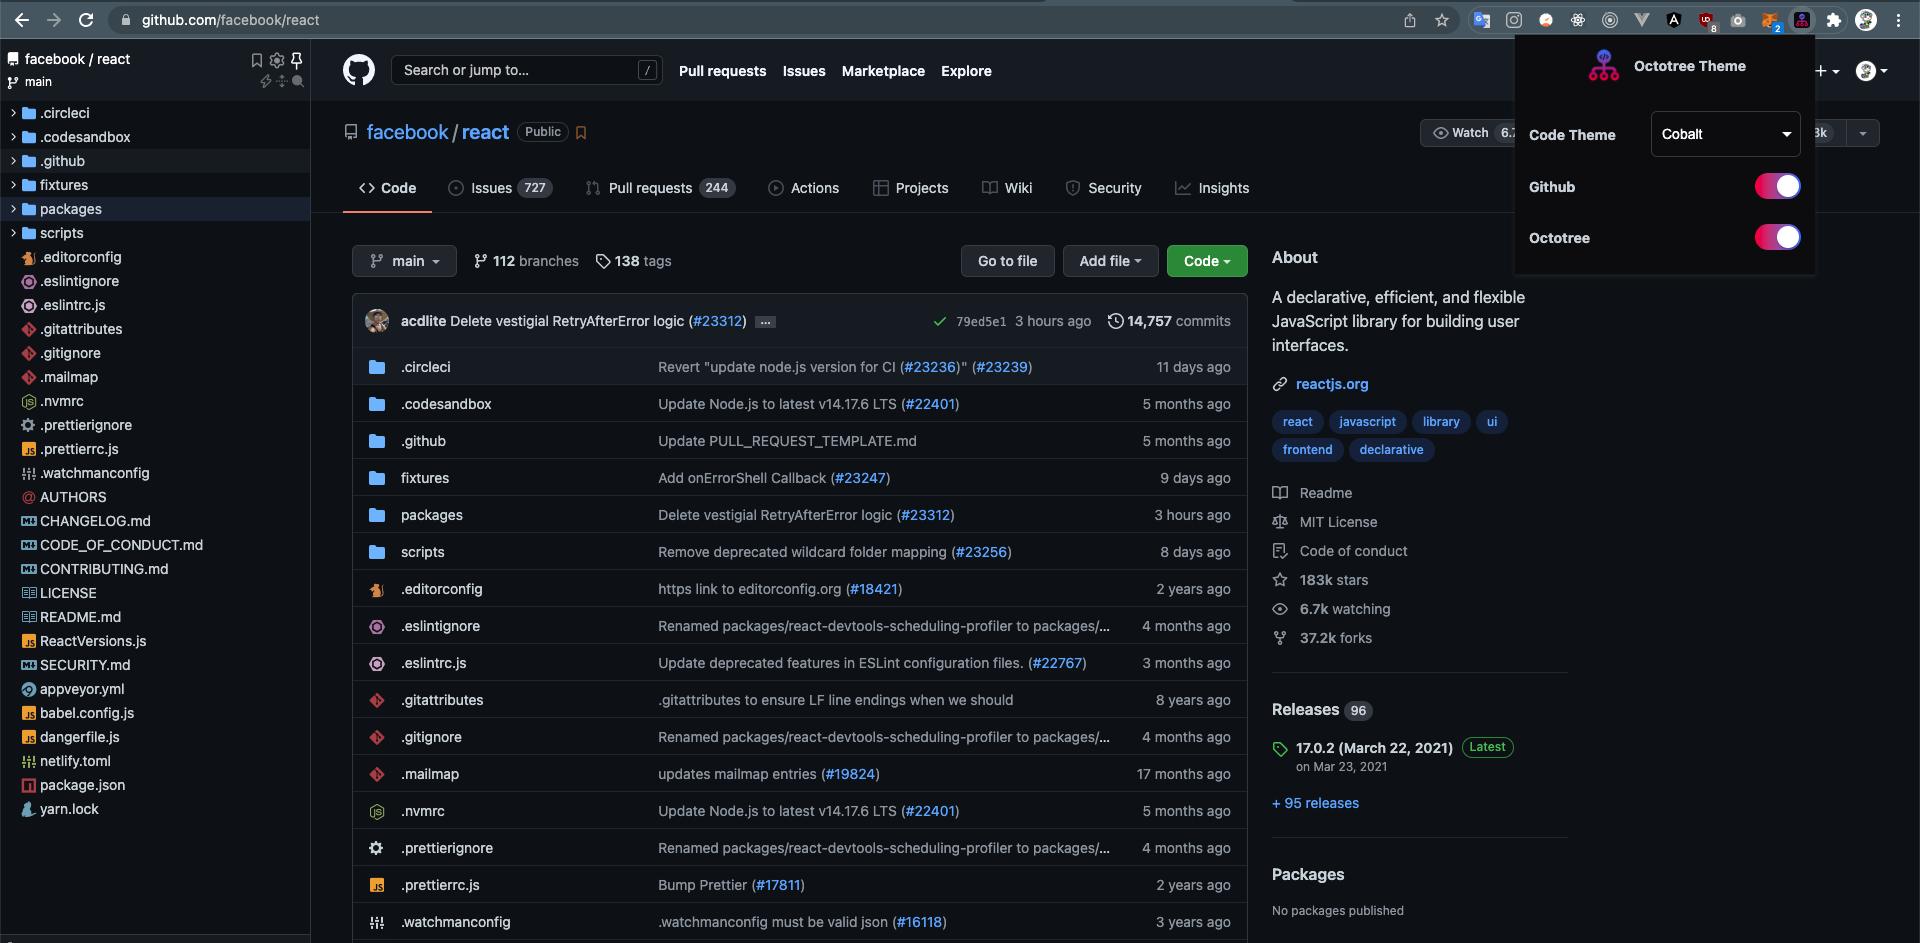 github.com/facebook/react
8
2
facebook / react
main
.circleci
.codesandbox
.github
fixtures
packages
scripts
.editorconfig
.eslintignore
.eslintrc.js
.gitattributes
.gitignore
.mailmap
.nvmrc
.prettierignore
.prettierrc.js
.watchmanconfig
AUTHORS
CHANGELOG.md
CODE_OF_CONDUCT.md
CONTRIBUTING.md
LICENSE
README.md
ReactVersions.js
SECURITY.md
appveyor.yml
babel.config.js
dangerfile.js
netlify.toml
package.json
yarn.lock
Search or jump to... /
Pull requests Issues Marketplace Explore
Octotree Theme
Code Theme Cobalt
Github
Octotree
facebook / react Public
Watch 6.7
3k
Code Issues 727 Pull requests 244 Actions Projects Wiki Security Insights
main 112 branches 138 tags Go to file Add file Code
acdlite Delete vestigial RetryAfterError logic (#23312) ... 79ed5e1 3 hours ago 14,757 commits
.circleci Revert "update node.js version for CI (#23236)" (#23239) 11 days ago
.codesandbox Update Node.js to latest v14.17.6 LTS (#22401) 5 months ago
.github Update PULL_REQUEST_TEMPLATE.md 5 months ago
fixtures Add onErrorShell Callback (#23247) 9 days ago
packages Delete vestigial RetryAfterError logic (#23312) 3 hours ago
scripts Remove deprecated wildcard folder mapping (#23256) 8 days ago
.editorconfig https link to editorconfig.org (#18421) 2 years ago
.eslintignore Renamed packages/react-devtools-scheduling-profiler to packages/... 4 months ago
.eslintrc.js Update deprecated features in ESLint configuration files. (#22767) 3 months ago
.gitattributes .gitattributes to ensure LF line endings when we should 8 years ago
.gitignore Renamed packages/react-devtools-scheduling-profiler to packages/... 4 months ago
.mailmap updates mailmap entries (#19824) 17 months ago
.nvmrc Update Node.js to latest v14.17.6 LTS (#22401) 5 months ago
.prettierignore Renamed packages/react-devtools-scheduling-profiler to packages/... 4 months ago
.prettierrc.js Bump Prettier (#17811) 2 years ago
.watchmanconfig .watchmanconfig must be valid json (#16118) 3 years ago
About
A declarative, efficient, and flexible
JavaScript library for building user
interfaces.
reactjs.org
react javascript library ui
frontend declarative
Readme
MIT License
Code of conduct
183k stars
6.7k watching
37.2k forks
Releases 96
17.0.2 (March 22, 2021) Latest
on Mar 23, 2021
+ 95 releases
Packages
No packages published